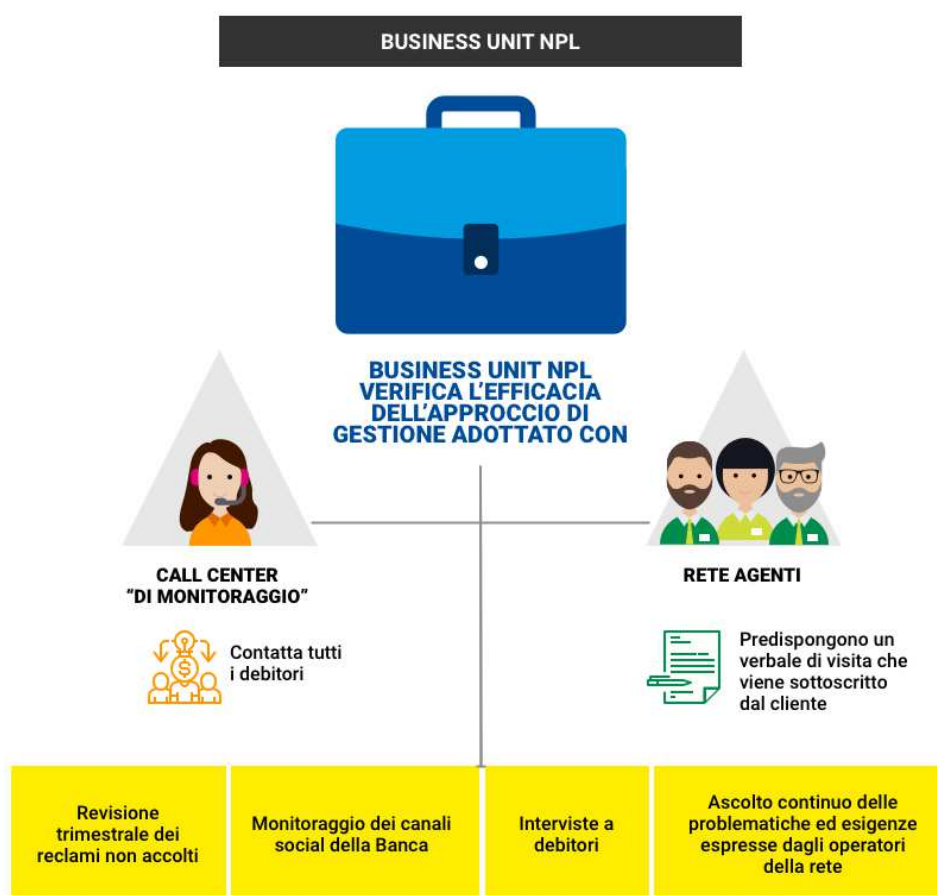 BUSINESS UNIT NPL
BUSINESS UNIT NPL
VERIFICA L'EFFICACIA
DELL'APPROCCIO DI
GESTIONE ADOTTATO CON
CALL CENTER
"DI MONITORAGGIO"
Contatta tutti
i debitori
RETE AGENTI
Predispongono un
verbale di visita che
viene sottoscritto
dal cliente
Revisione
trimestrale dei
reclami non accolti
Monitoraggio dei canali
social della Banca
Interviste a
debitori
Ascolto continuo delle
problematiche ed esigenze
espresse dagli operatori
della rete